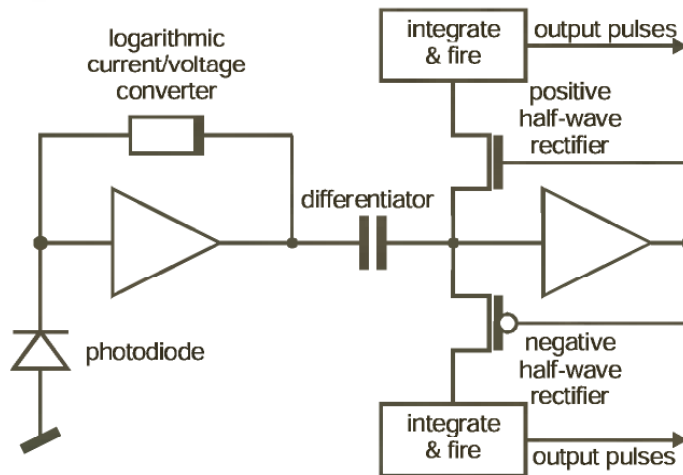 logarithmic
current/voltage
converter
integrate
& fire
output pulses
positive
half-wave
rectifier
differentiator
photodiode
negative
half-wave
rectifier
integrate
& fire
output pulses